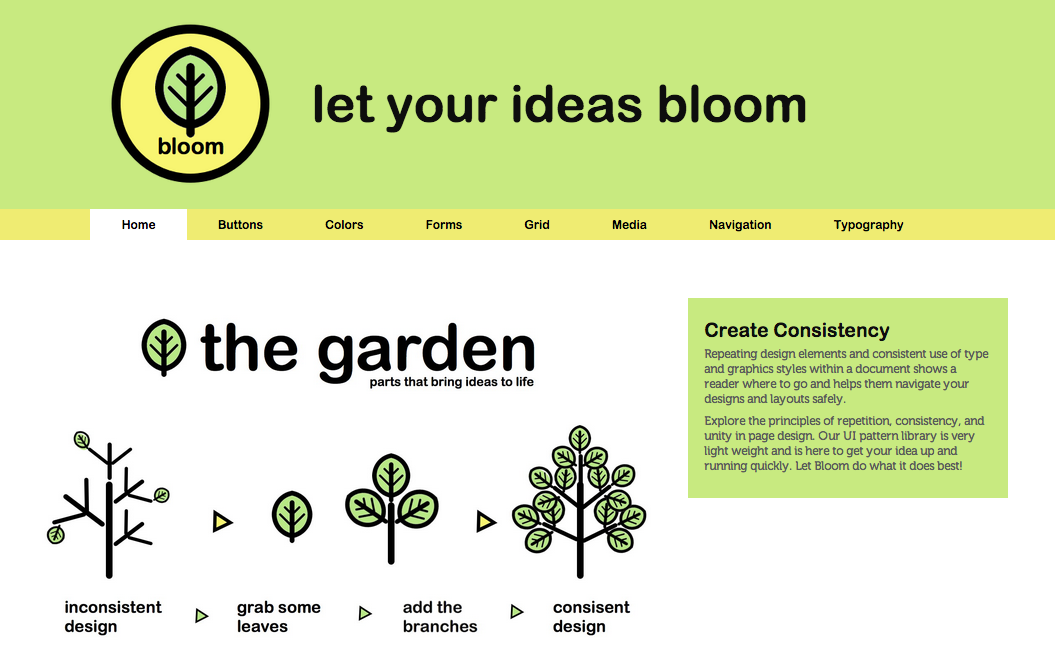 bloom
let your ideas bloom
Home Buttons Colors Forms Grid Media Navigation Typography
the garden
parts that bring ideas to life
Create Consistency
Repeating design elements and consistent use of type
and graphics styles within a document shows a
reader where to go and helps them navigate your
designs and layouts safely.
Explore the principles of repetition, consistency, and
unity in page design. Our UI pattern library is very
light weight and is here to get your idea up and
running quickly. Let Bloom do what it does best!
inconsistent
design
grab some
leaves
add the
branches
consisent
design